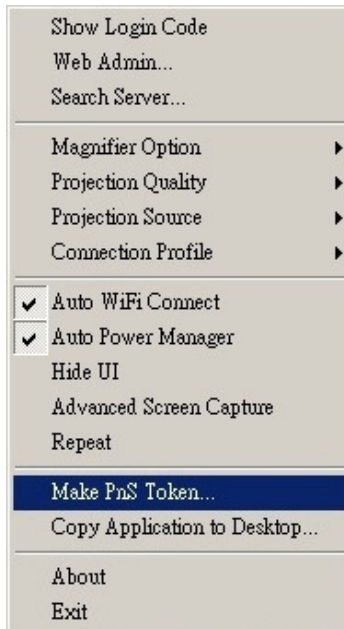 Show Login Code
Web Admin...
Search Server...
Magnifier Option
Projection Quality
Projection Source
Connection Profile
Auto WiFi Connect
Auto Power Manager
Hide UI
Advanced Screen Capture
Repeat
Make PnS Token...
Copy Application to Desktop...
About
Exit